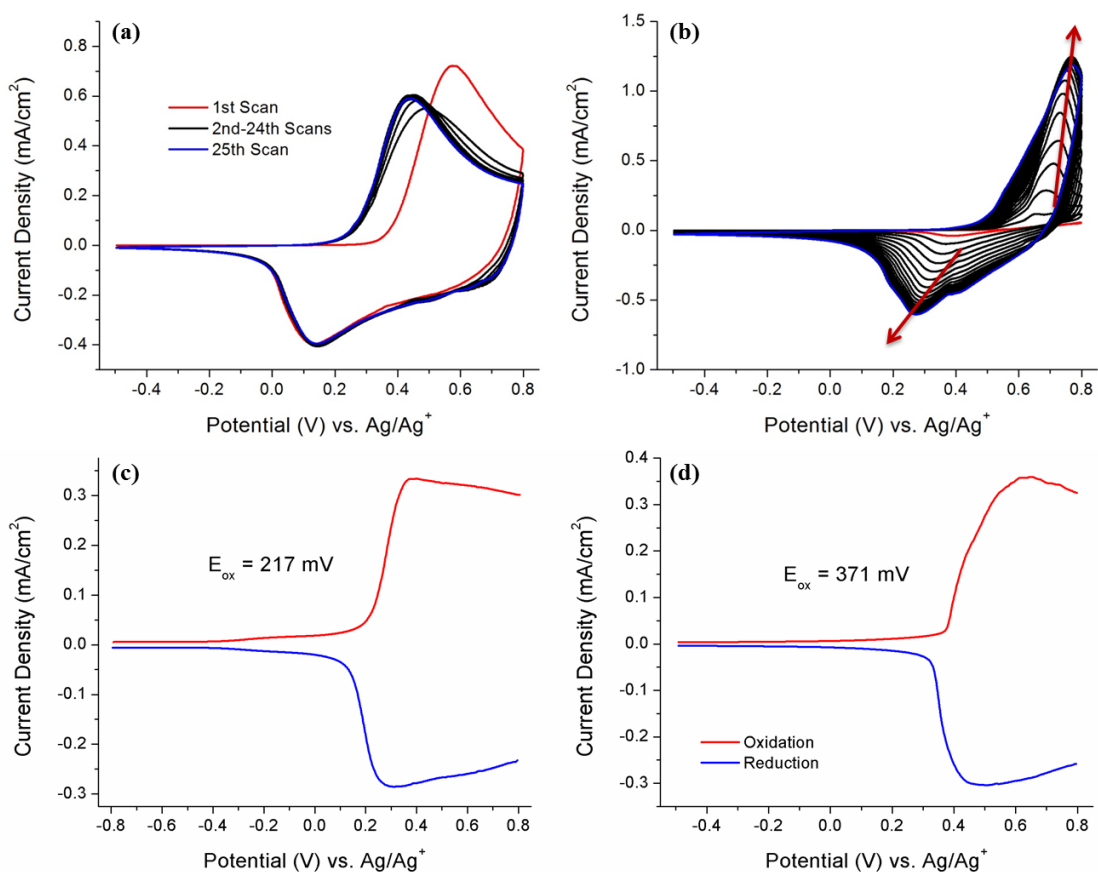 (a)
Current Density (mA/cm²)
0.8
0.6
0.4
0.2
0.0
-0.2
-0.4
1st Scan
2nd-24th Scans
25th Scan
-0.4 -0.2 0.0 0.2 0.4 0.6 0.8
Potential (V) vs. Ag/Ag⁺
(b)
Current Density (mA/cm²)
1.5
1.0
0.5
0.0
-0.5
-1.0
-0.4 -0.2 0.0 0.2 0.4 0.6 0.8
Potential (V) vs. Ag/Ag⁺
(c)
Current Density (mA/cm²)
0.3
0.2
0.1
0.0
-0.1
-0.2
-0.3
Eox = 217 mV
-0.8 -0.6 -0.4 -0.2 0.0 0.2 0.4 0.6 0.8
Potential (V) vs. Ag/Ag⁺
(d)
Current Density (mA/cm²)
0.4
0.3
0.2
0.1
0.0
-0.1
-0.2
-0.3
Eox = 371 mV
Oxidation
Reduction
-0.4 -0.2 0.0 0.2 0.4 0.6 0.8
Potential (V) vs. Ag/Ag⁺